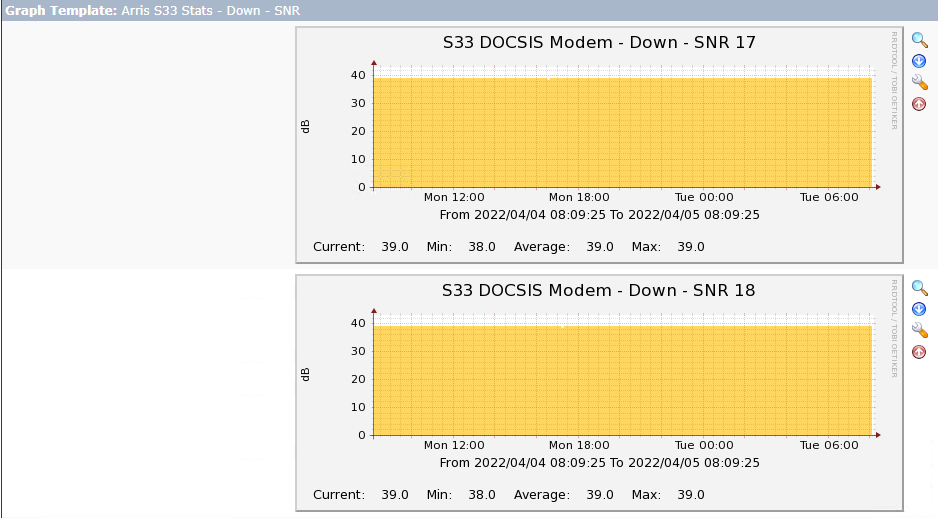 Graph Template: Arris S33 Stats - Down - SNR
S33 DOCSIS Modem - Down - SNR 17
RRDTOOL / TOBI OETIKER
dB
40
30
20
10
0
Mon 12:00 Mon 18:00 Tue 00:00 Tue 06:00
From 2022/04/04 08:09:25 To 2022/04/05 08:09:25
Current: 39.0 Min: 38.0 Average: 39.0 Max: 39.0
S33 DOCSIS Modem - Down - SNR 18
RRDTOOL / TOBI OETIKER
dB
40
30
20
10
0
Mon 12:00 Mon 18:00 Tue 00:00 Tue 06:00
From 2022/04/04 08:09:25 To 2022/04/05 08:09:25
Current: 39.0 Min: 38.0 Average: 39.0 Max: 39.0